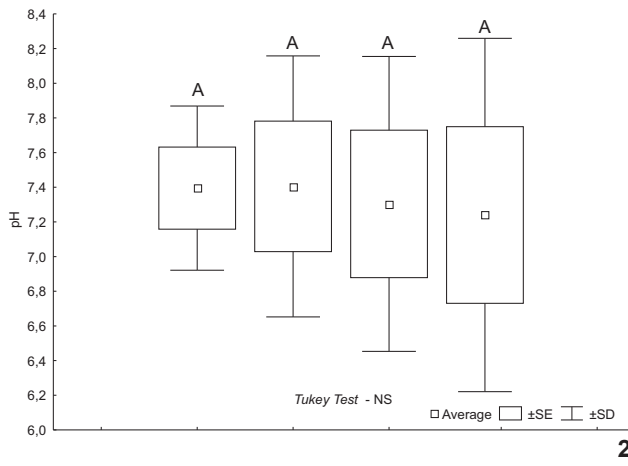 8,4
8,2
8,0
7,8
7,6
7,4
7,2
7,0
6,8
6,6
6,4
6,2
6,0
pH
A
A
A
A
Tukey Test - NS
Average ±SE ±SD
2